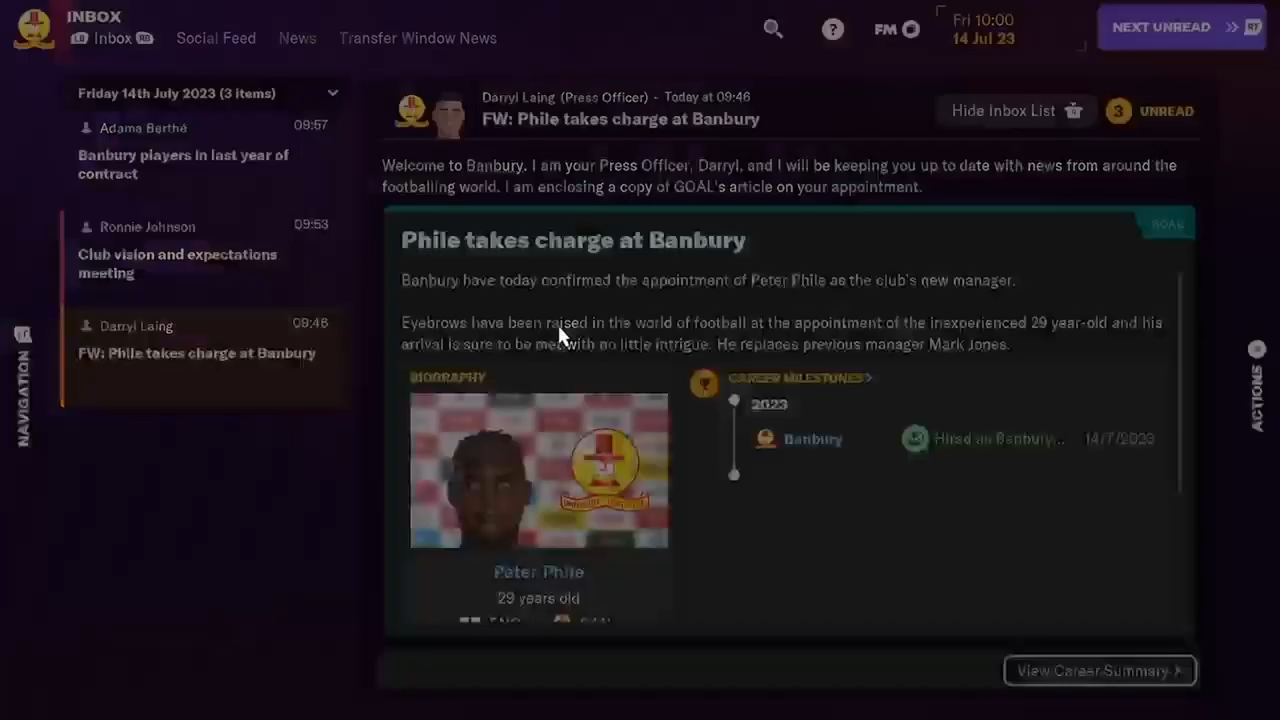 INBOX
LB Inbox RB
Social Feed
News
Transfer Window News
?
FM
Fri 10:00
14 Jul 23
NEXT UNREAD
RT
Friday 14th July 2023 (3 items)
Adama Barthé
09:57
Banbury players in last year of
contract
Ronnie Johnson
09:53
Club vision and expectations
meeting
Darryl Laing
09:46
FW: Phile takes charge at Banbury
NAVIGATION
Darryl Laing (Press Officer) - Today at 09:46
FW: Phile takes charge at Banbury
Hide Inbox List
3 UNREAD
Welcome to Banbury. I am your Press Officer, Darryl, and I will be keeping you up to date with news from around the
footballing world. I am enclosing a copy of GOAL's article on your appointment.
GOAL
Phile takes charge at Banbury
Banbury have today confirmed the appointment of Peter Phile as the club's new manager.
Eyebrows have been raised in the world of football at the appointment of the inexperienced 29 year-old and his
arrival is sure to be met with no little intrigue. He replaces previous manager Mark Jones.
BIOGRAPHY
CAREER MILESTONES >
2023
Banbury
Hired as Banbury...
14/7/2023
Peter Phile
29 years old
ENG
View Career Summary >
ACTIONS